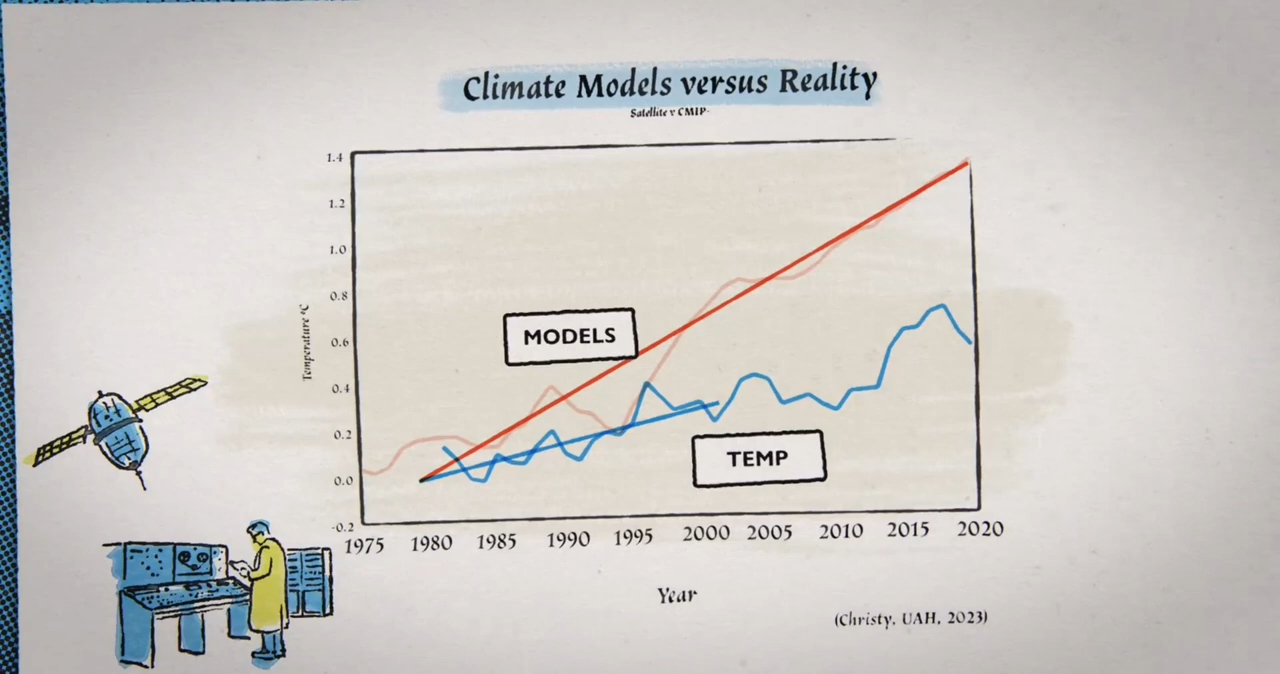 Climate Models versus Reality
Satellite v CMIP
1.4
1.2
1.0
0.8
0.6
0.4
0.2
0.0
-0.2
Temperature °C
MODELS
TEMP
1975 1980 1985 1990 1995 2000 2005 2010 2015 2020
Year
(Christy, UAH, 2023)